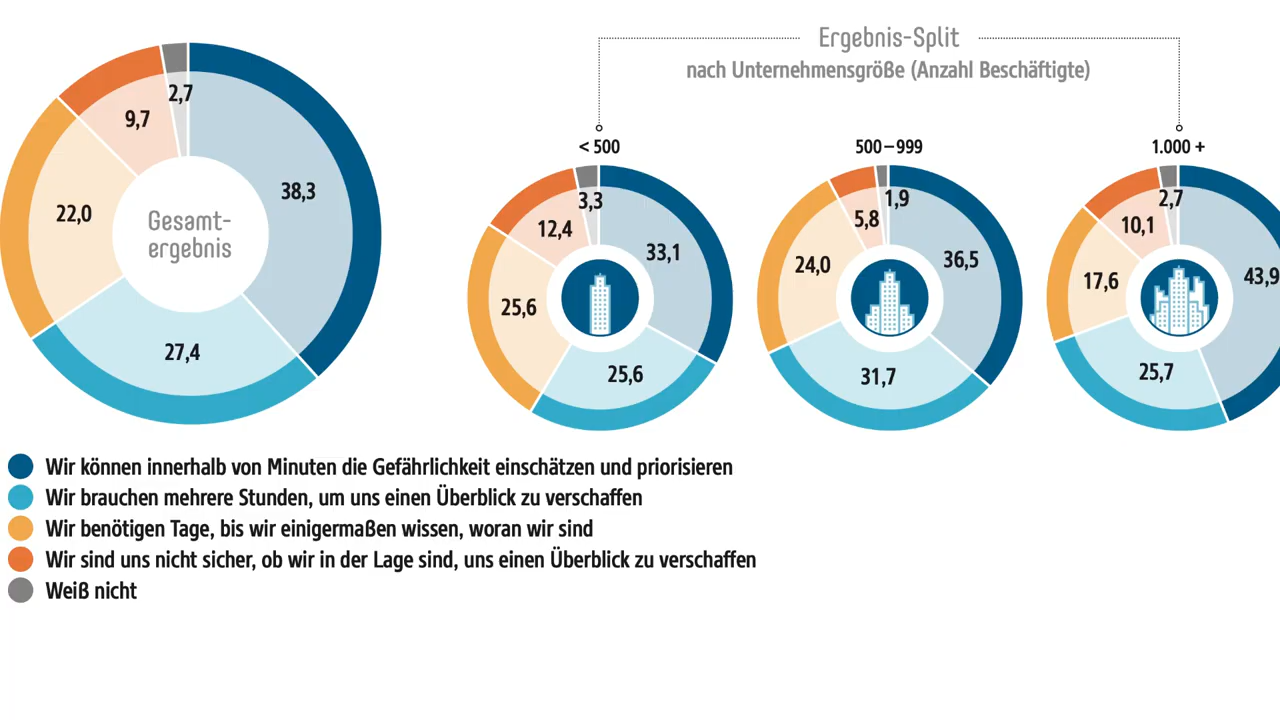 Ergebnis-Split
nach Unternehmensgröße (Anzahl Beschäftigte)
2,7
9,7
38,3
22,0
27,4
Gesamt-
ergebnis
< 500
3,3
12,4
33,1
25,6
25,6
500–999
1,9
5,8
36,5
24,0
31,7
1.000 +
2,7
10,1
43,9
17,6
25,7
Wir können innerhalb von Minuten die Gefährlichkeit einschätzen und priorisieren
Wir brauchen mehrere Stunden, um uns einen Überblick zu verschaffen
Wir benötigen Tage, bis wir einigermaßen wissen, woran wir sind
Wir sind uns nicht sicher, ob wir in der Lage sind, uns einen Überblick zu verschaffen
Weiß nicht